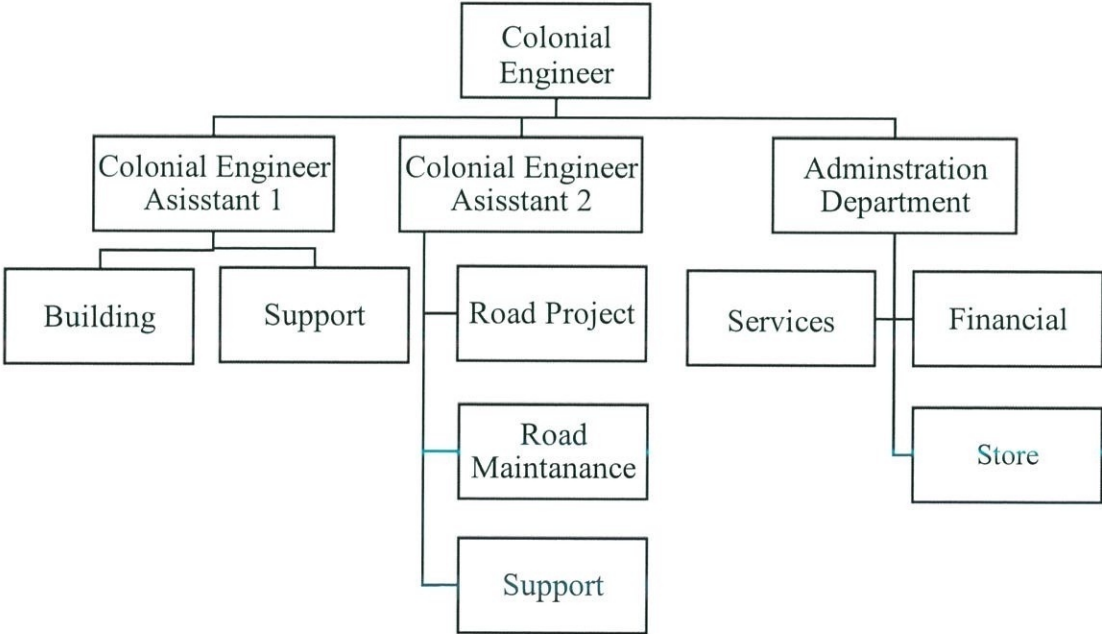 Colonial
Engineer
Colonial Engineer
Asisstant 1
Colonial Engineer
Asisstant 2
Adminstration
Department
Building
Support
Road Project
Services
Financial
Road
Maintanance
Store
Support